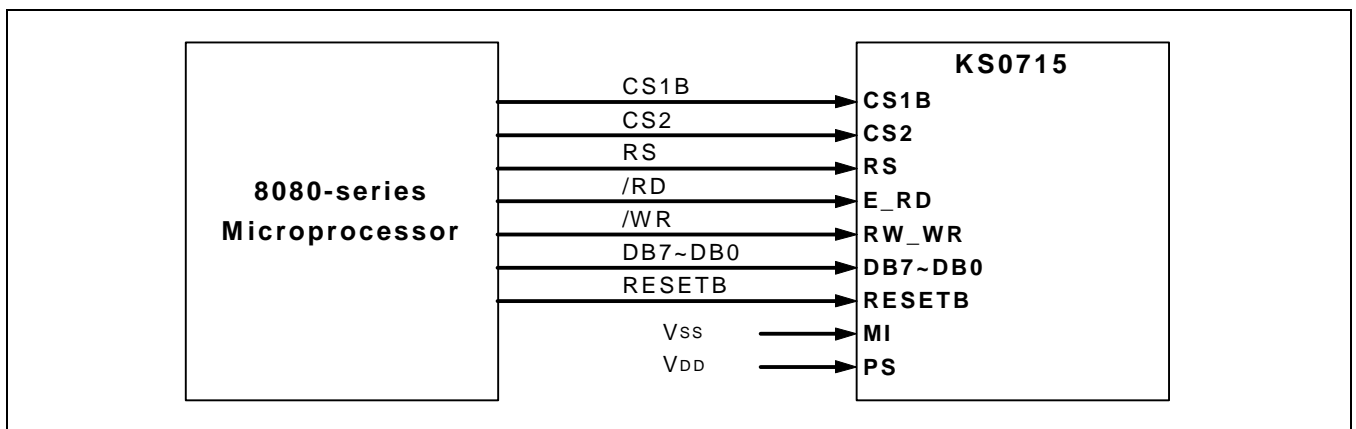 8080-series
Microprocessor
CS1B
CS2
RS
/RD
/WR
DB7~DB0
RESETB
VSS
VDD
KS0715
CS1B
CS2
RS
E_RD
RW_WR
DB7~DB0
RESETB
MI
PS